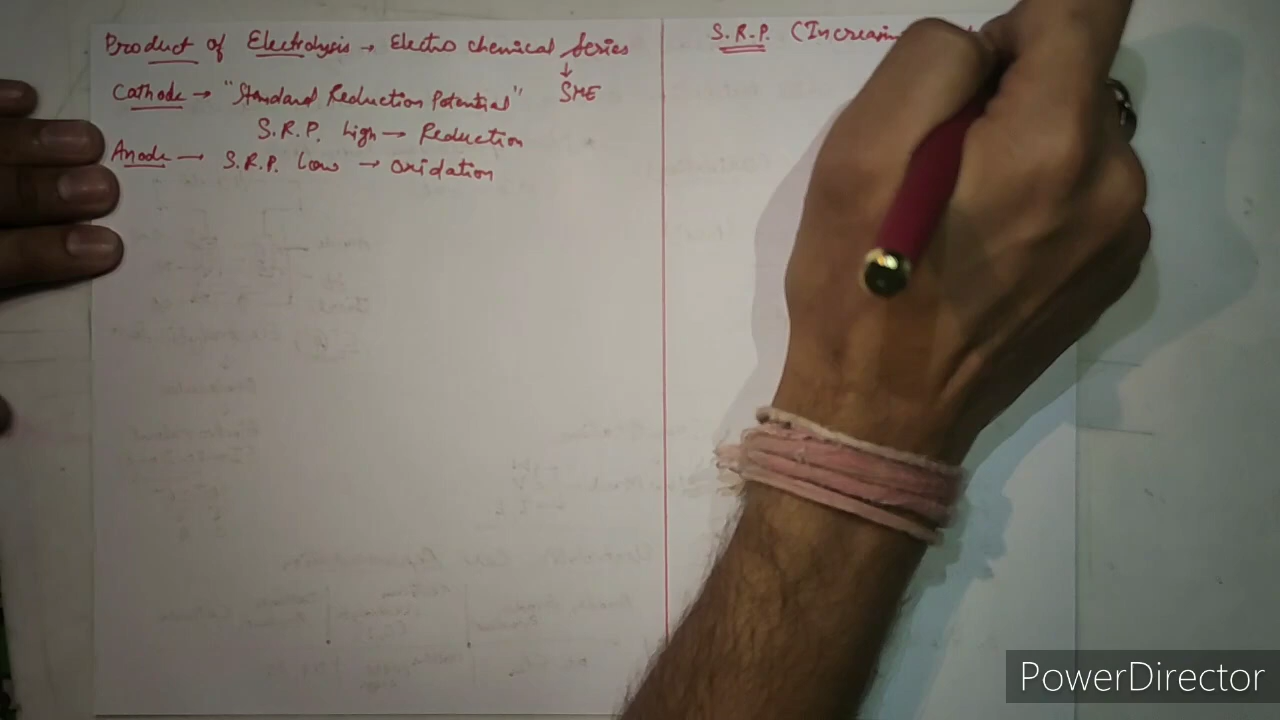 Product of Electrolysis → Electro chemical Series
↓
Cathode → "Standard Reduction Potential" SHE
S.R.P. high → Reduction
Anode → S.R.P. Low → oxidation
S.R.P. (Increasin
PowerDirector